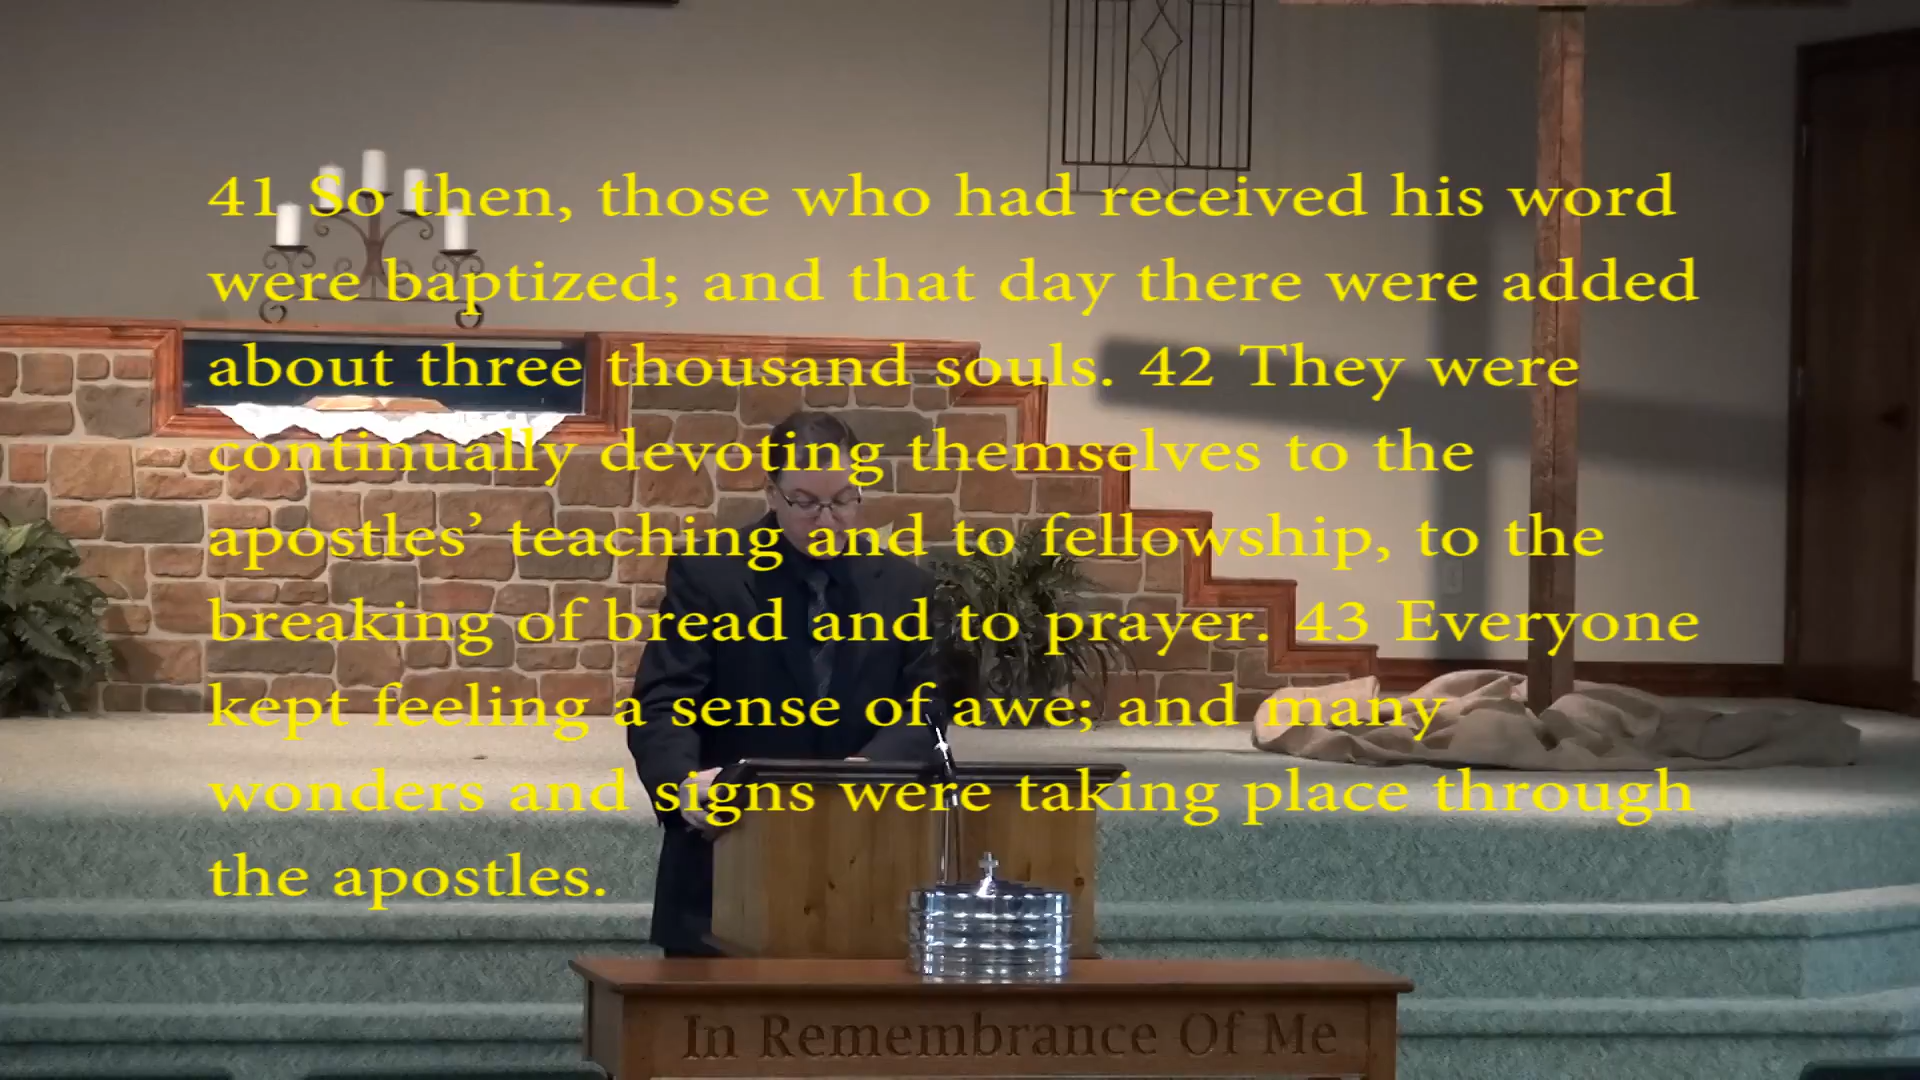 41 So then, those who had received his word
were baptized; and that day there were added
about three thousand souls. 42 They were
continually devoting themselves to the
apostles’ teaching and to fellowship, to the
breaking of bread and to prayer. 43 Everyone
kept feeling a sense of awe; and many
wonders and signs were taking place through
the apostles.
In Remembrance Of Me